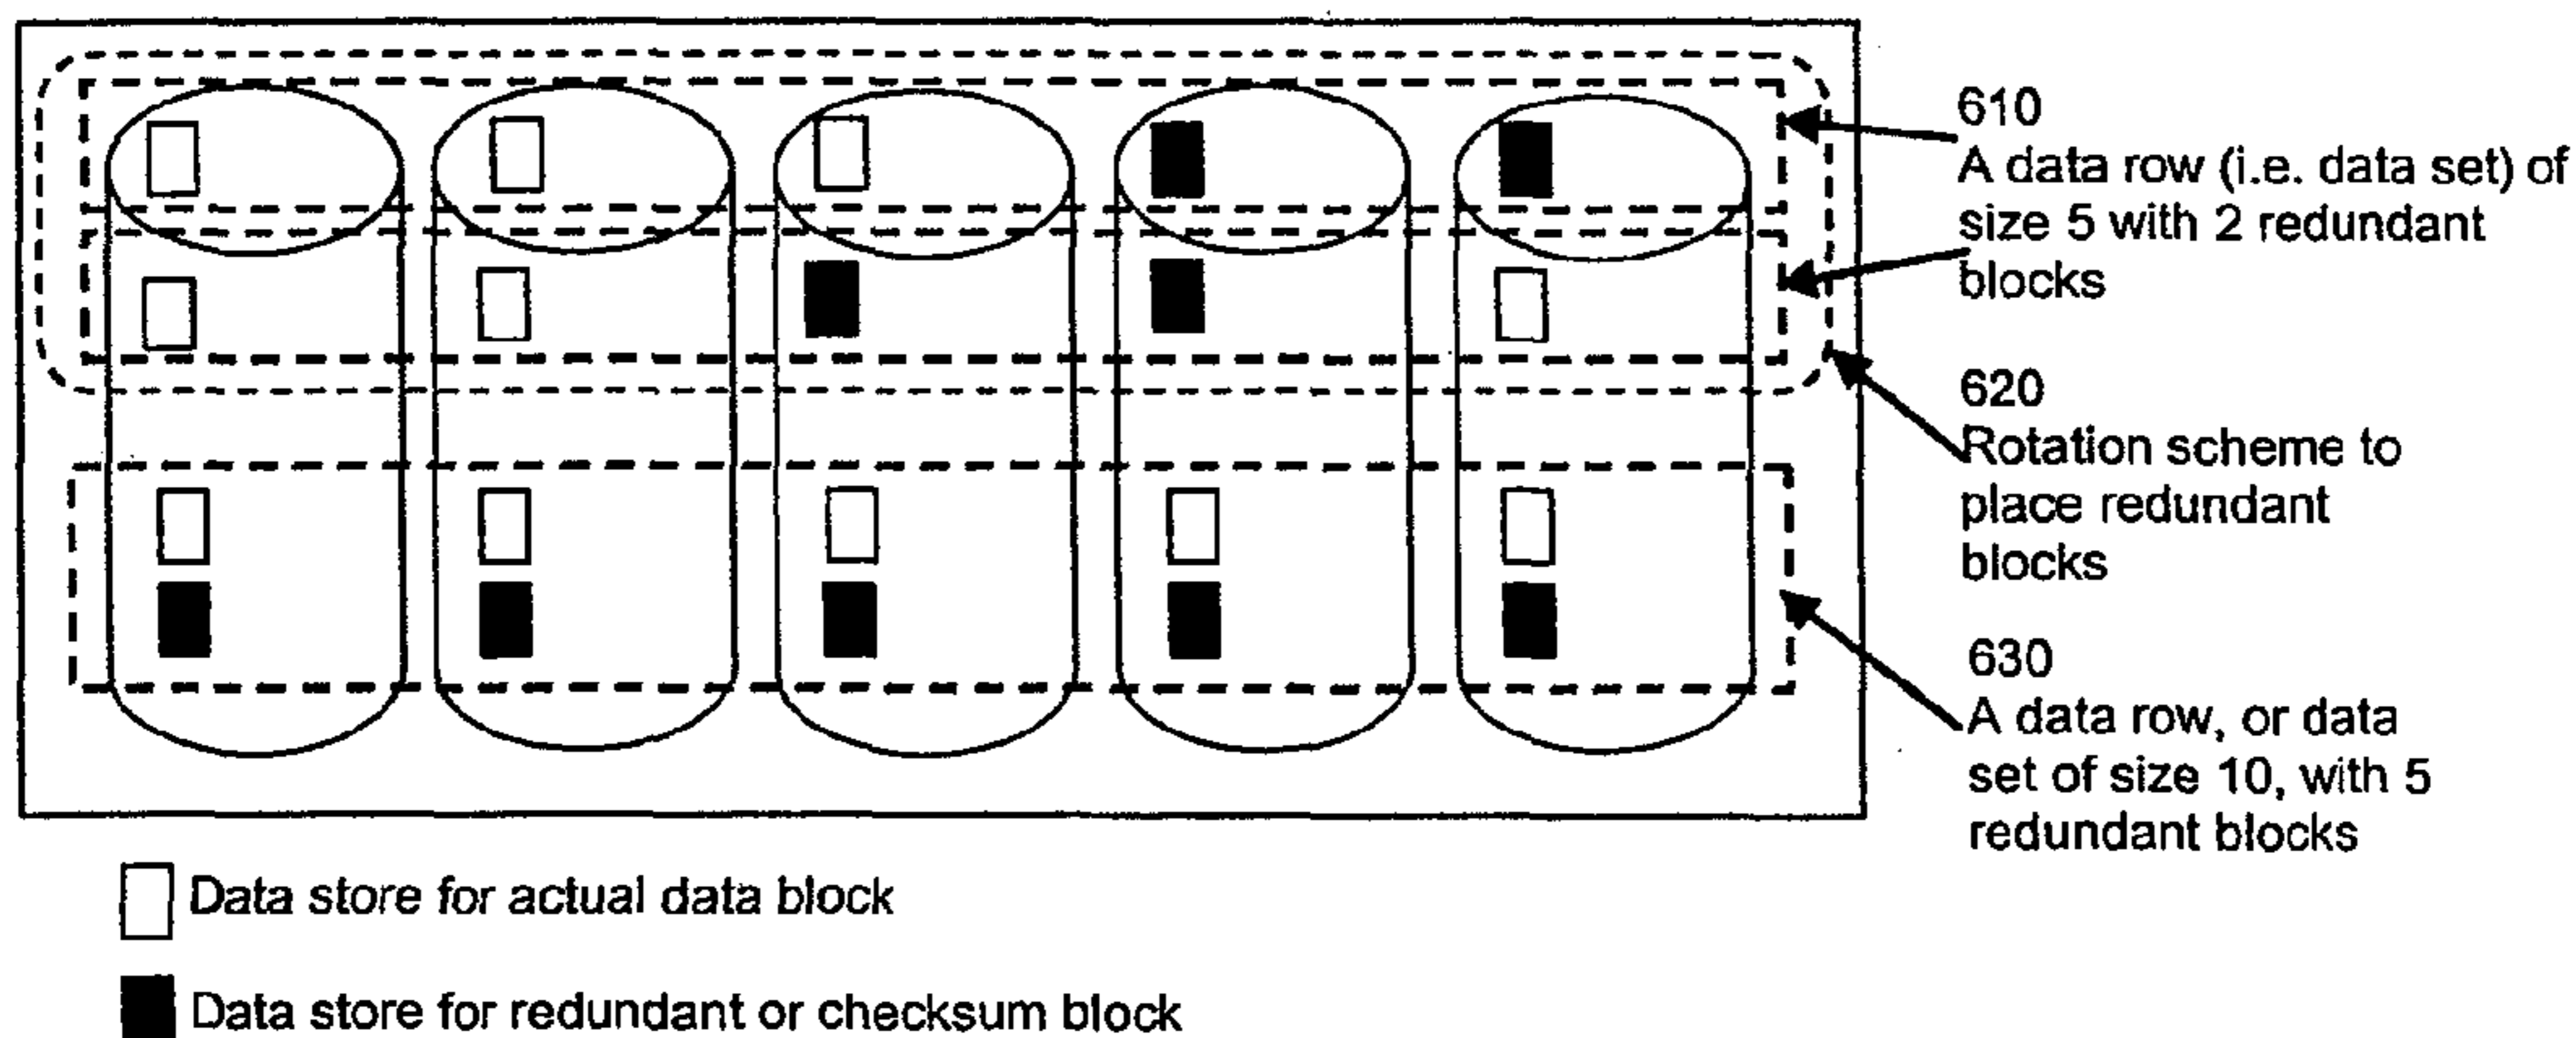 610
A data row (i.e. data set) of
size 5 with 2 redundant
blocks
620
Rotation scheme to
place redundant
blocks
630
A data row, or data
set of size 10, with 5
redundant blocks
Data store for actual data block
Data store for redundant or checksum block